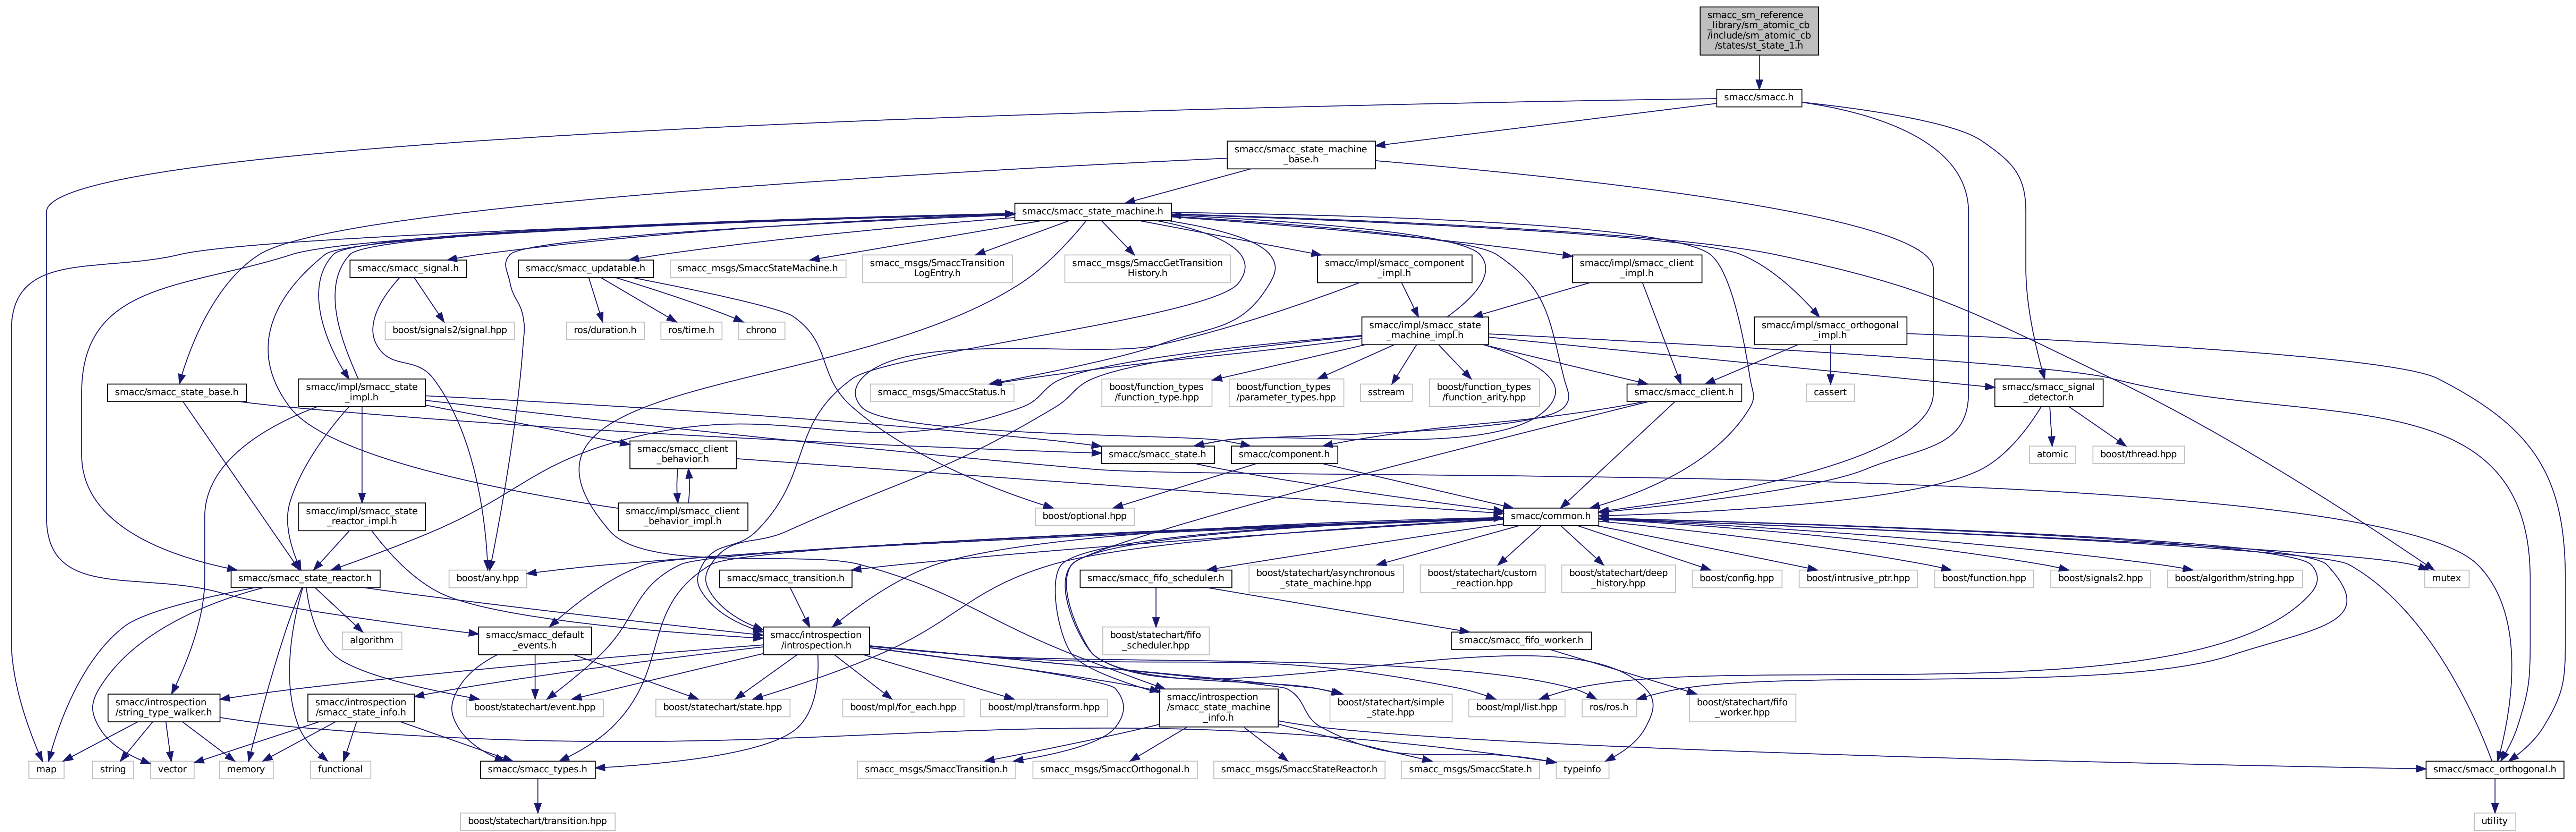 smacc_sm_reference
_library/sm_atomic_cb
/include/sm_atomic_cb
/states/st_state_1.h
smacc/smacc.h
smacc/smacc_state_machine
_base.h
smacc/smacc_state_machine.h
smacc/smacc_signal.h
smacc/smacc_updatable.h
smacc_msgs/SmaccStateMachine.h
smacc_msgs/SmaccTransition
LogEntry.h
smacc_msgs/SmaccGetTransition
History.h
smacc/impl/smacc_component
_impl.h
smacc/impl/smacc_client
_impl.h
boost/signals2/signal.hpp
ros/duration.h
ros/time.h
chrono
smacc/impl/smacc_state
_machine_impl.h
smacc/impl/smacc_orthogonal
_impl.h
smacc/smacc_state_base.h
smacc/impl/smacc_state
_impl.h
smacc_msgs/SmaccStatus.h
boost/function_types
/function_type.hpp
boost/function_types
/parameter_types.hpp
sstream
boost/function_types
/function_arity.hpp
smacc/smacc_client.h
cassert
smacc/smacc_signal
_detector.h
smacc/smacc_client
_behavior.h
smacc/smacc_state.h
smacc/component.h
atomic
boost/thread.hpp
smacc/impl/smacc_state
_reactor_impl.h
smacc/impl/smacc_client
_behavior_impl.h
boost/optional.hpp
smacc/common.h
smacc/smacc_state_reactor.h
boost/any.hpp
smacc/smacc_transition.h
smacc/smacc_fifo_scheduler.h
boost/statechart/asynchronous
_state_machine.hpp
boost/statechart/custom
_reaction.hpp
boost/statechart/deep
_history.hpp
boost/config.hpp
boost/intrusive_ptr.hpp
boost/function.hpp
boost/signals2.hpp
boost/algorithm/string.hpp
mutex
algorithm
smacc/smacc_default
_events.h
smacc/introspection
/introspection.h
boost/statechart/fifo
_scheduler.hpp
smacc/smacc_fifo_worker.h
smacc/introspection
/string_type_walker.h
smacc/introspection
/smacc_state_info.h
boost/statechart/event.hpp
boost/statechart/state.hpp
boost/mpl/for_each.hpp
boost/mpl/transform.hpp
smacc/introspection
/smacc_state_machine
_info.h
boost/statechart/simple
_state.hpp
boost/mpl/list.hpp
ros/ros.h
boost/statechart/fifo
_worker.hpp
map
string
vector
memory
functional
smacc/smacc_types.h
smacc_msgs/SmaccTransition.h
smacc_msgs/SmaccOrthogonal.h
smacc_msgs/SmaccStateReactor.h
smacc_msgs/SmaccState.h
typeinfo
smacc/smacc_orthogonal.h
boost/statechart/transition.hpp
utility